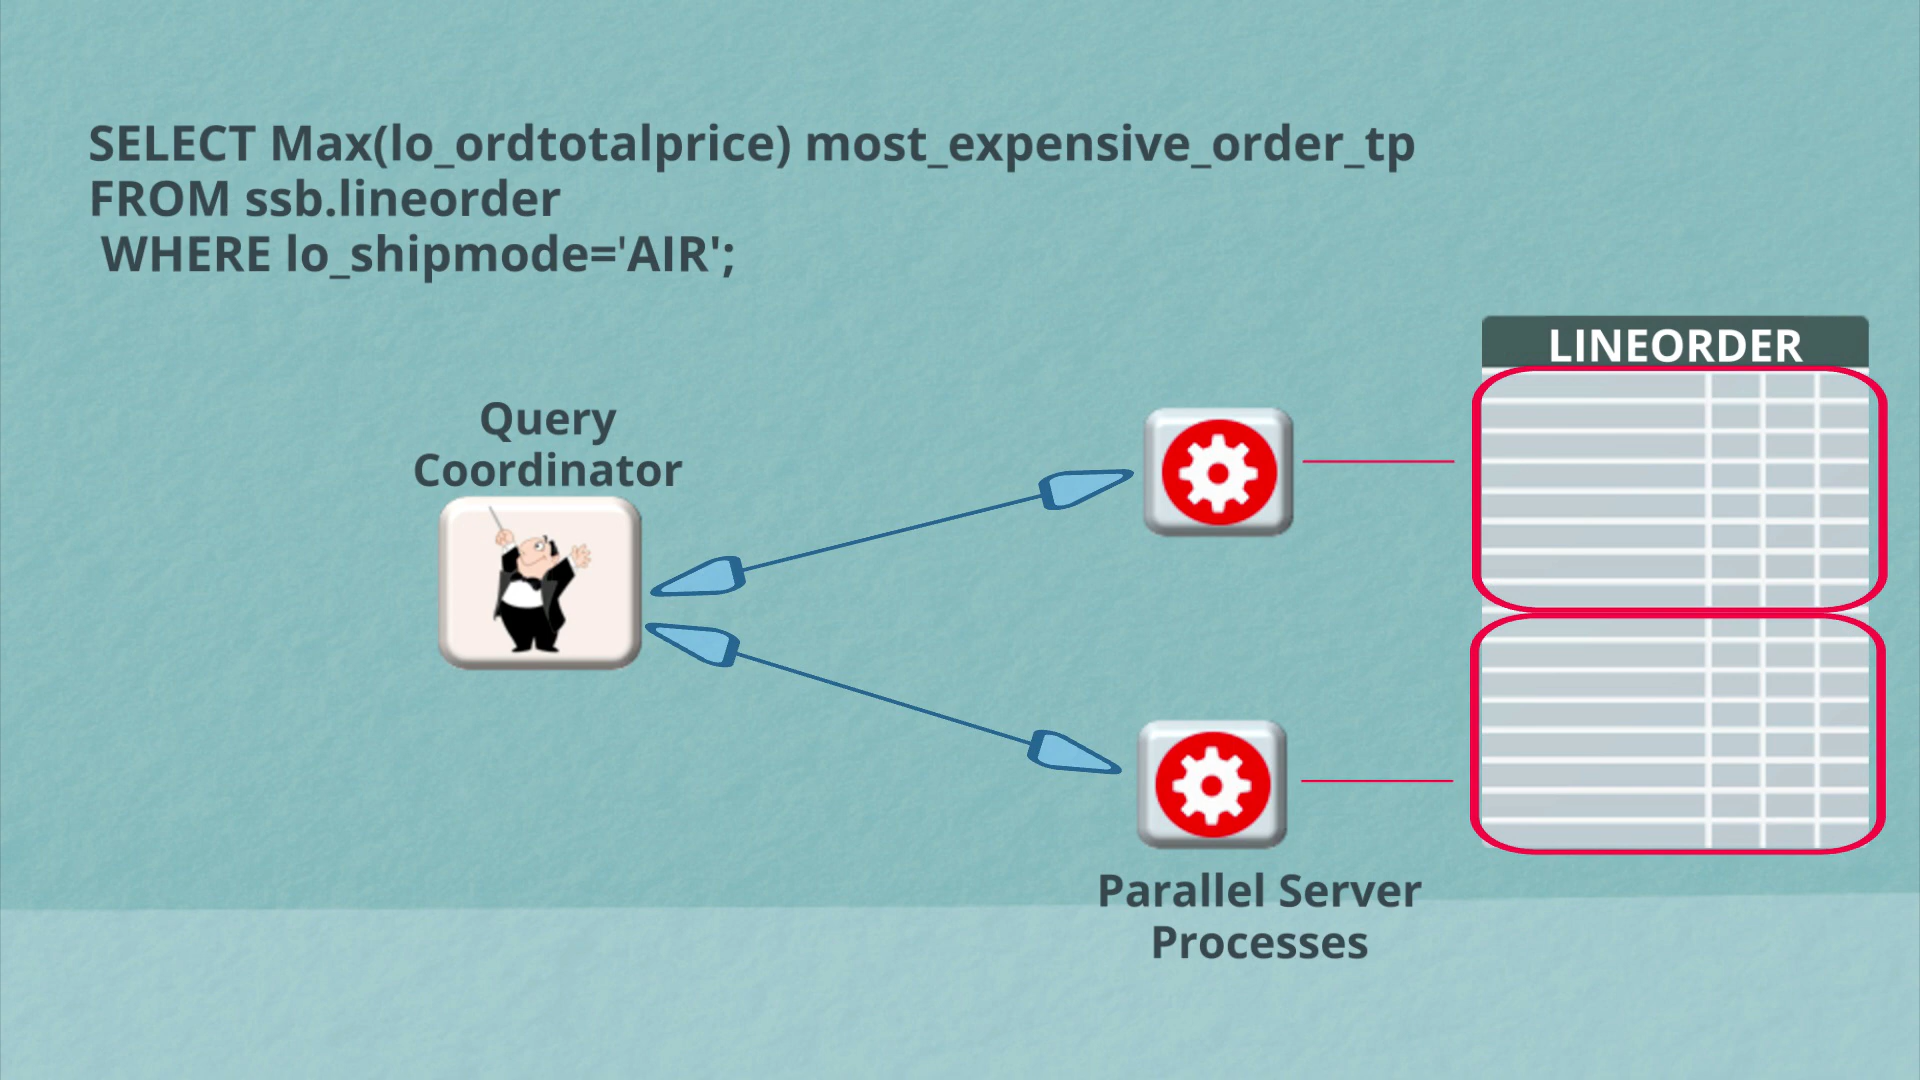 SELECT Max(lo_ordtotalprice) most_expensive_order_tp
FROM ssb.lineorder
WHERE lo_shipmode='AIR';
LINEORDER
Query
Coordinator
Parallel Server
Processes